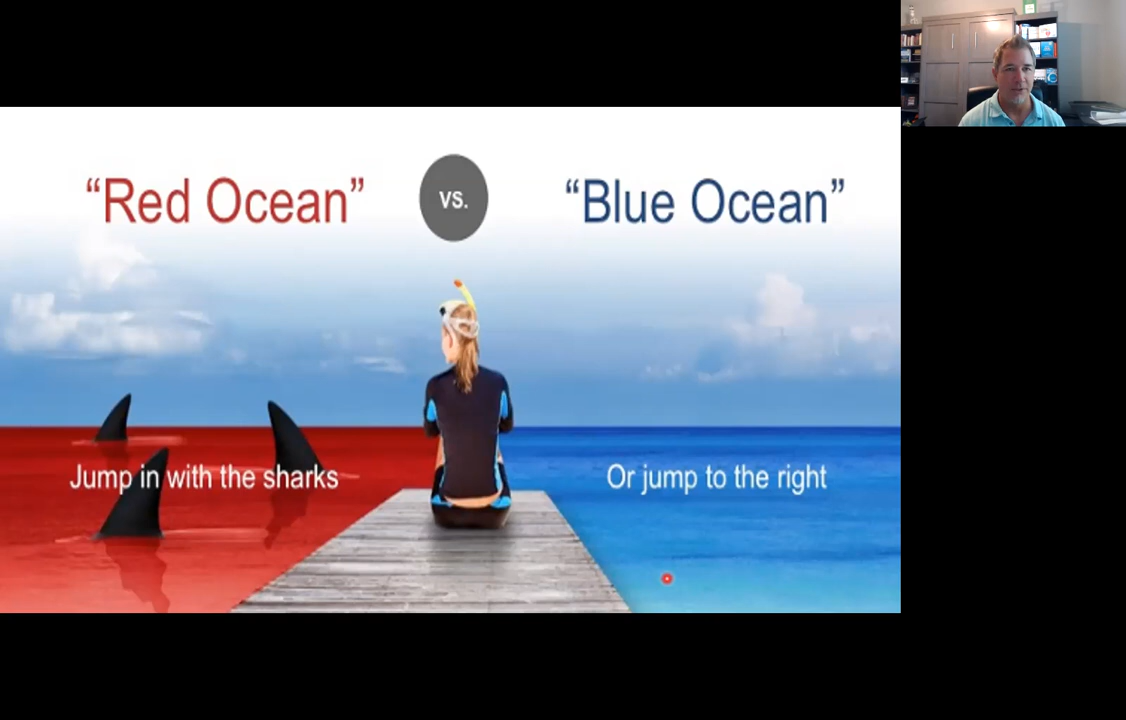 “Red Ocean”
vs.
“Blue Ocean”
Jump in with the sharks
Or jump to the right